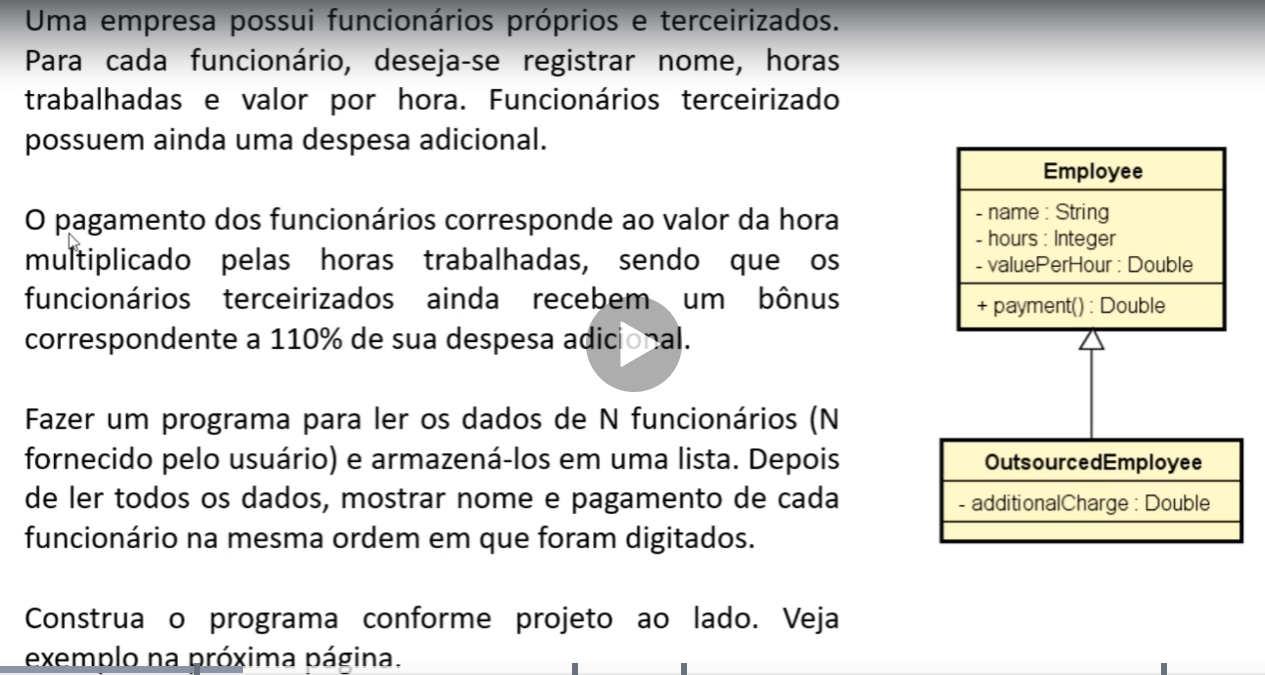 Uma empresa possui funcionários próprios e terceirizados.
Para cada funcionário, deseja-se registrar nome, horas
trabalhadas e valor por hora. Funcionários terceirizado
possuem ainda uma despesa adicional.
O pagamento dos funcionários corresponde ao valor da hora
multiplicado pelas horas trabalhadas, sendo que os
funcionários terceirizados ainda recebem um bônus
correspondente a 110% de sua despesa adicional.
Fazer um programa para ler os dados de N funcionários (N
fornecido pelo usuário) e armazená-los em uma lista. Depois
de ler todos os dados, mostrar nome e pagamento de cada
funcionário na mesma ordem em que foram digitados.
Construa o programa conforme projeto ao lado. Veja
exemplo na próxima página.
Employee
- name : String
- hours : Integer
- valuePerHour : Double
+ payment() : Double
OutsourcedEmployee
- additionalCharge : Double